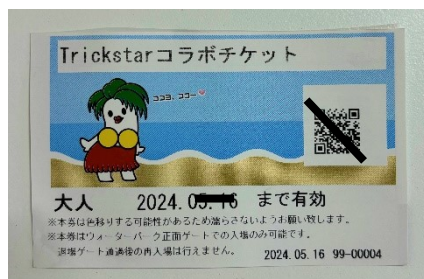 Trickstarコラボチケット
ココヨ、ココー
大人 2024.05.16 まで有効
※本券は色移りする可能性があるため濡らさないようお願い致します。
※本券はウォーターパーク正面ゲートでの入場のみ可能です。
退場ゲート通過後の再入場は行えません。
2024.05.16 99-00004